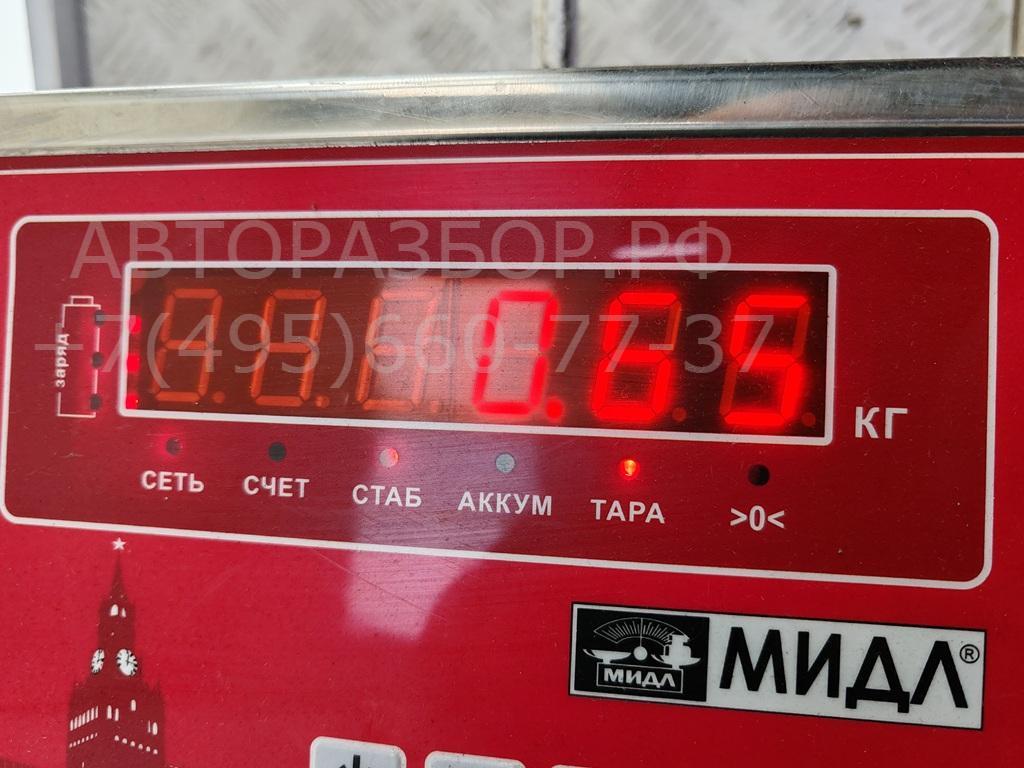 АВТОРАЗБОР.РФ
+7(495)660-77-37
0.65
заряд
КГ
СЕТЬ СЧЕТ СТАБ АККУМ ТАРА >0<
МИДЛ МИДЛ®